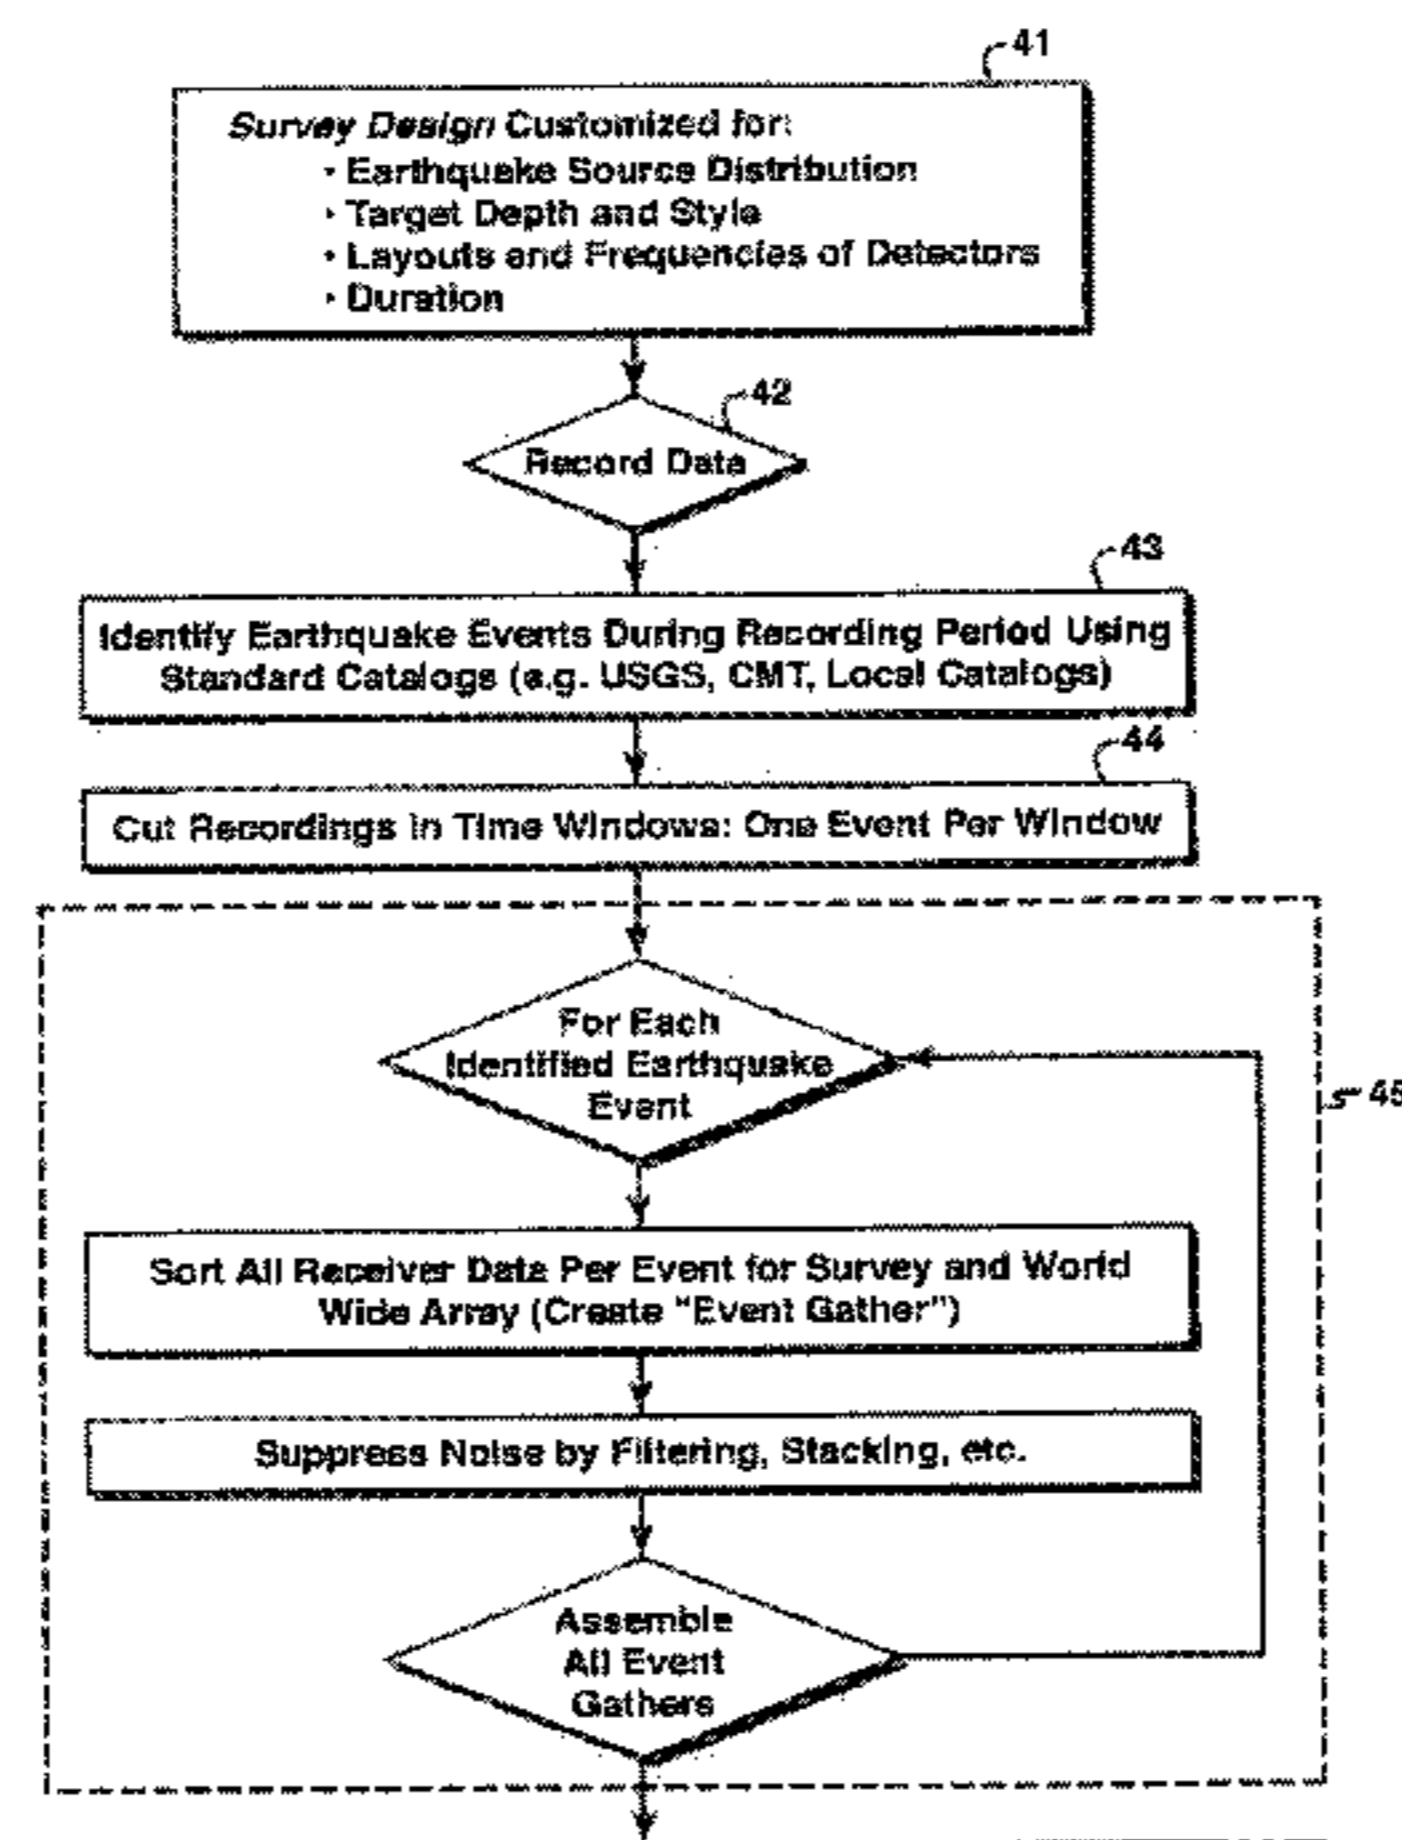 41
Survey Design Customized for:
· Earthquake Source Distribution
· Target Depth and Style
· Layouts and Frequencies of Detectors
· Duration
42
Record Data
43
Identify Earthquake Events During Recording Period Using
Standard Catalogs (e.g. USGS, CMT, Local Catalogs)
44
Cut Recordings in Time Windows: One Event Per Window
For Each
Identified Earthquake
Event
45
Sort All Receiver Data Per Event for Survey and World
Wide Array (Create "Event Gather")
Suppress Noise by Filtering, Stacking, etc.
Assemble
All Event
Gathers